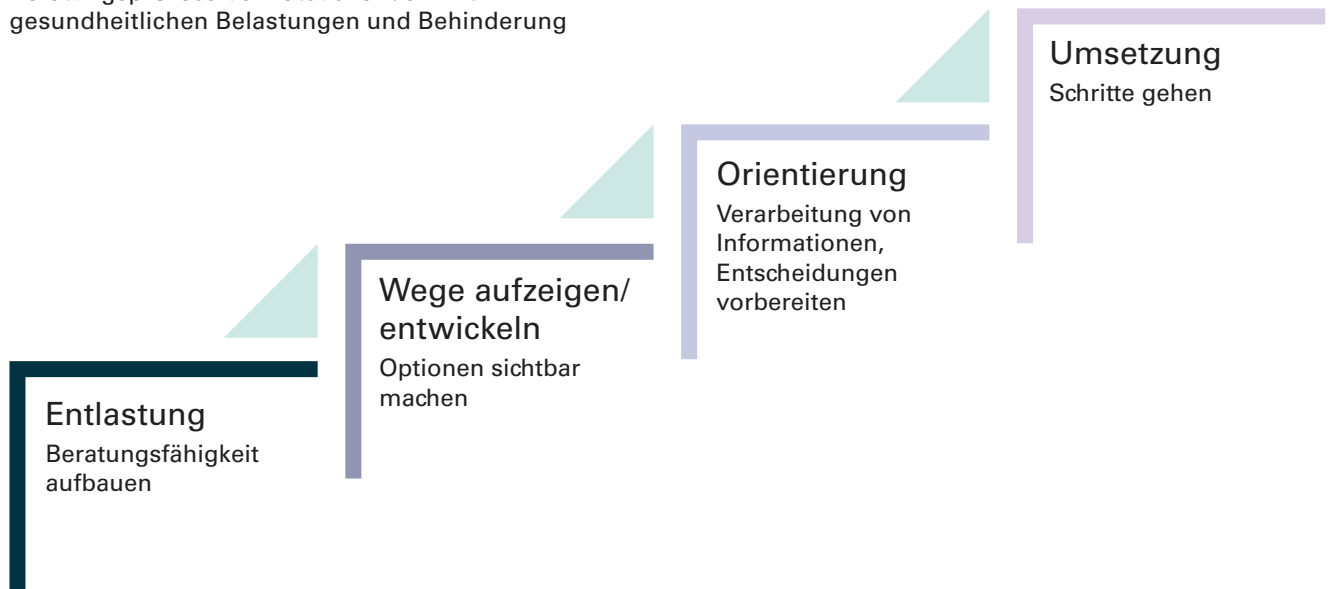 gesundheitlichen Belastungen und Behinderung
Entlastung
Beratungsfähigkeit
aufbauen
Wege aufzeigen/
entwickeln
Optionen sichtbar
machen
Orientierung
Verarbeitung von
Informationen,
Entscheidungen
vorbereiten
Umsetzung
Schritte gehen